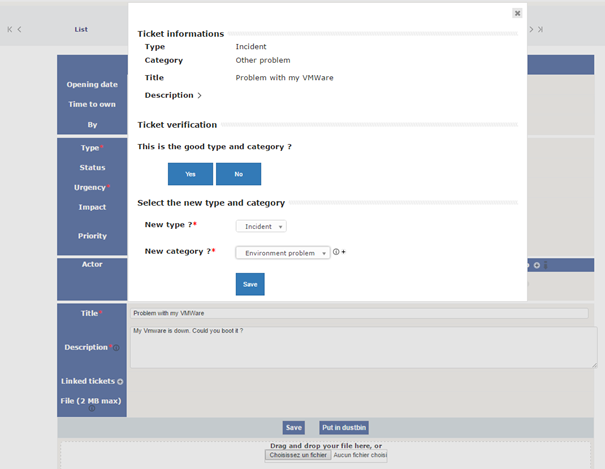 List
Ticket informations
Type Incident
Category Other problem
Title Problem with my VMWare
Description >
Ticket verification
This is the good type and category ?
Yes No
Select the new type and category
New type ?* Incident
New category ?* Environment problem
Save
Opening date
Time to own
By
Type*
Status
Urgency*
Impact
Priority
Actor
Title* Problem with my VMWare
Description* My Vmware is down. Could you boot it ?
Linked tickets
File (2 MB max)
Save Put in dustbin
Drag and drop your file here, or
Choisissez un fichier Aucun fichier choisi